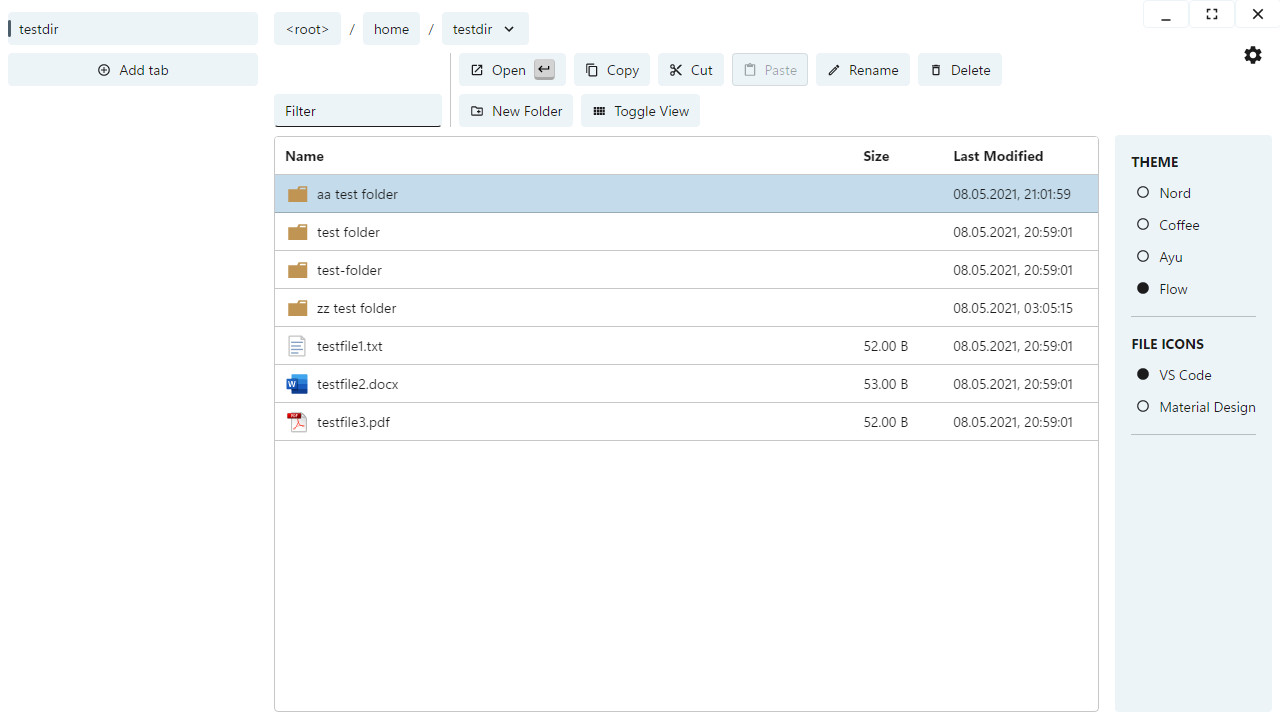 testdir
Add tab
<root> / home / testdir
Open Copy Cut Paste Rename Delete
Filter New Folder Toggle View
Name Size Last Modified
aa test folder 08.05.2021, 21:01:59
test folder 08.05.2021, 20:59:01
test-folder 08.05.2021, 20:59:01
zz test folder 08.05.2021, 03:05:15
testfile1.txt 52.00 B 08.05.2021, 20:59:01
testfile2.docx 53.00 B 08.05.2021, 20:59:01
testfile3.pdf 52.00 B 08.05.2021, 20:59:01
THEME
Nord
Coffee
Ayu
Flow
FILE ICONS
VS Code
Material Design